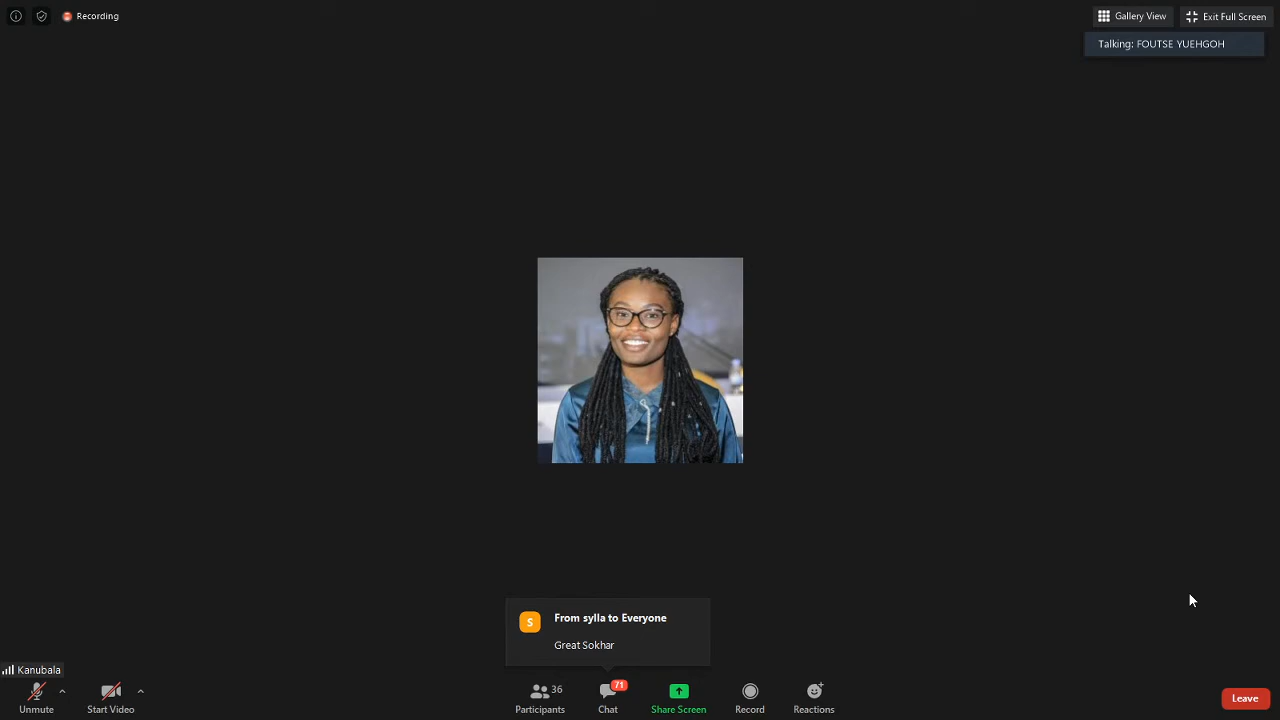 Recording
Gallery View
Exit Full Screen
Talking: FOUTSE YUEHGOH
S
From sylla to Everyone
Great Sokhar
Kanubala
Unmute
Start Video
36
Participants
71
Chat
Share Screen
Record
Reactions
Leave